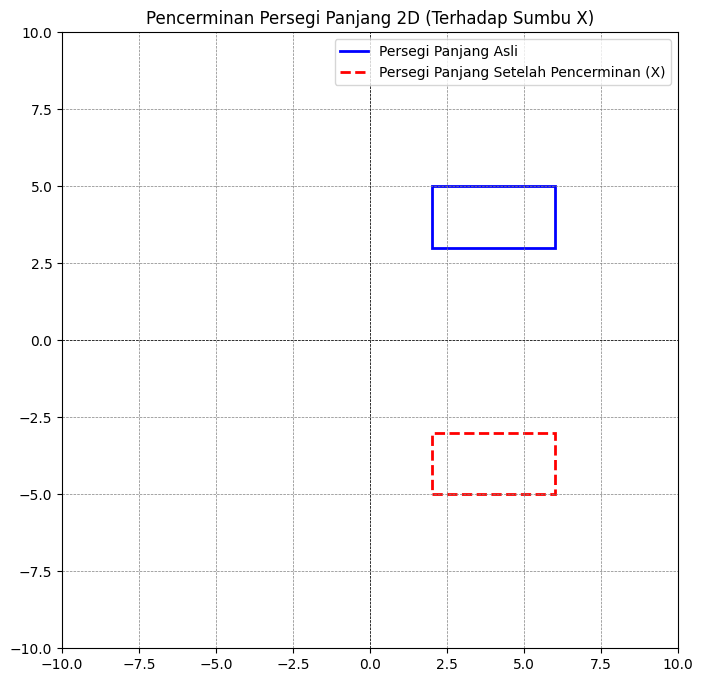 Pencerminan Persegi Panjang 2D (Terhadap Sumbu X)
Persegi Panjang Asli
Persegi Panjang Setelah Pencerminan (X)
10.0
7.5
5.0
2.5
0.0
−2.5
−5.0
−7.5
−10.0
−10.0 −7.5 −5.0 −2.5 0.0 2.5 5.0 7.5 10.0